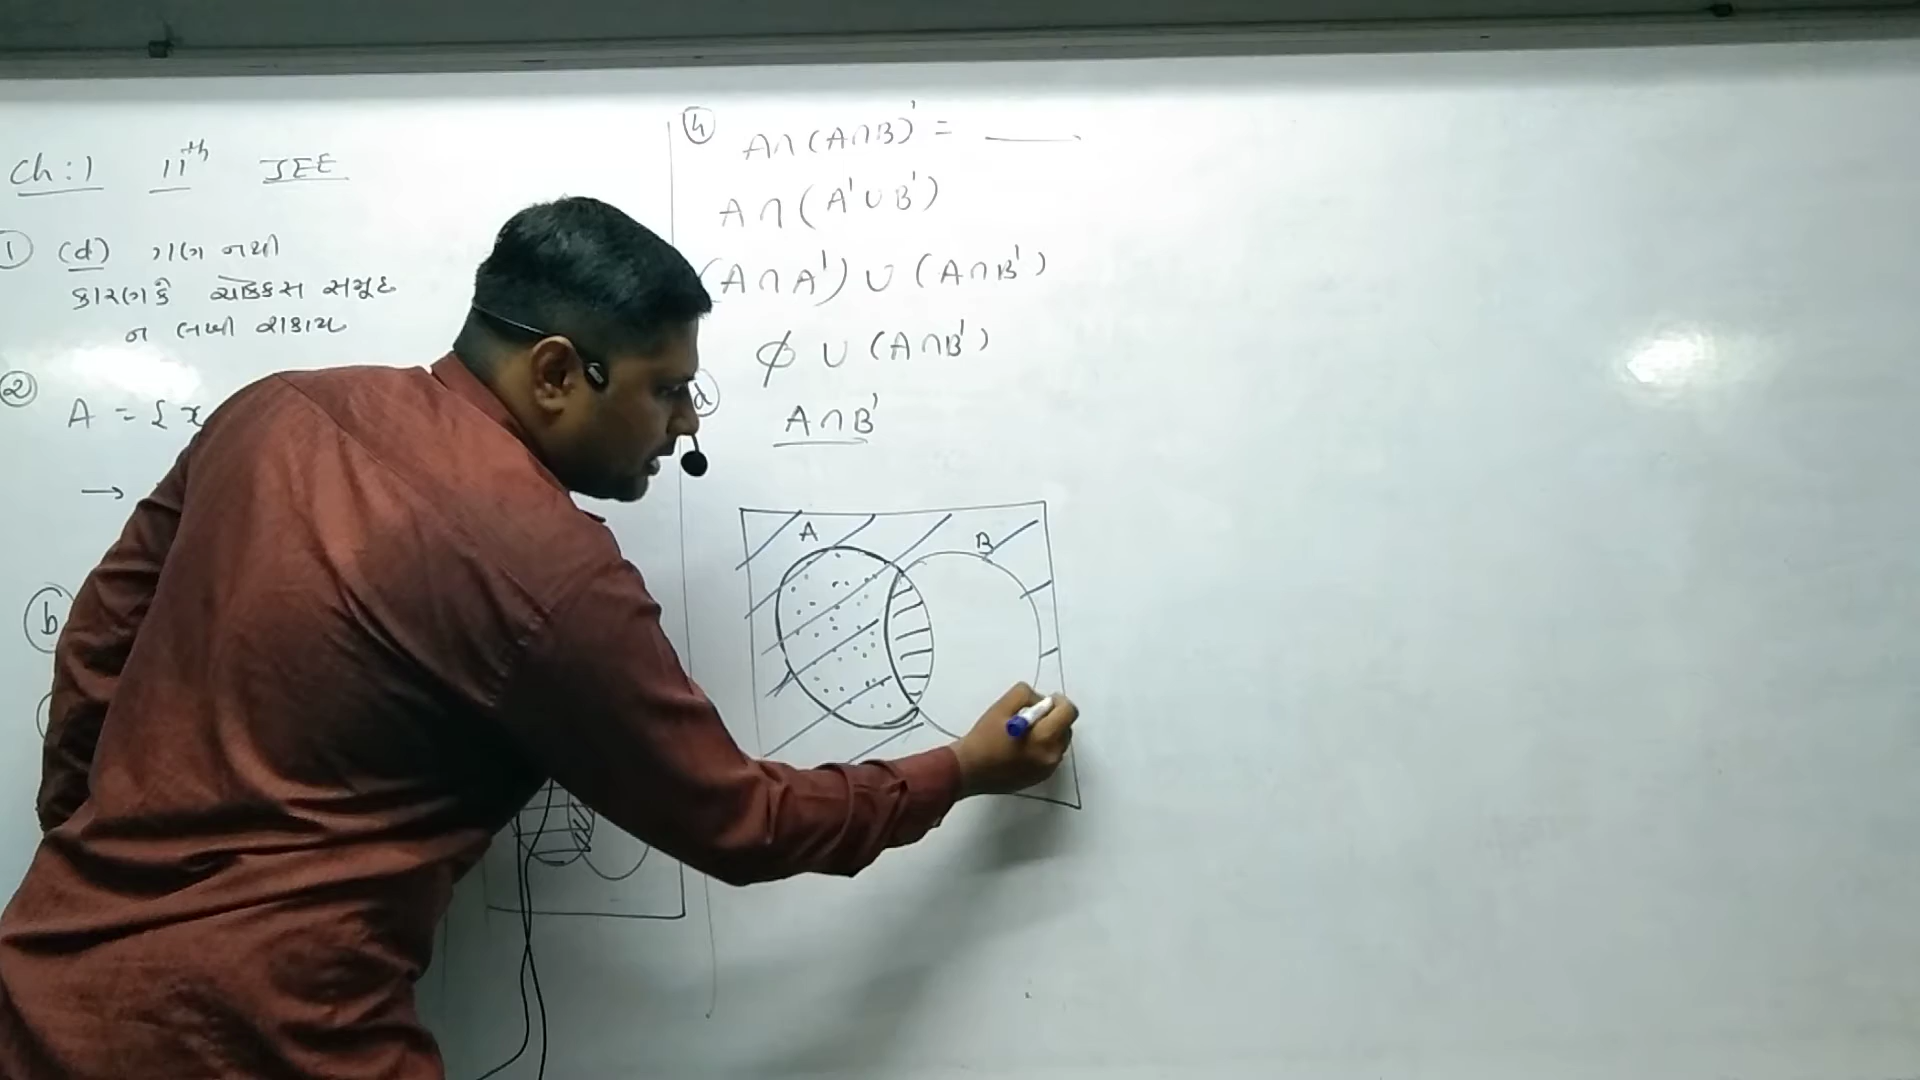 Ch:1 11th JEE
① (d) ગણ નથી
કારણકે ચોક્કસ સમૂહ
ન લખી શકાય
② A = {x
→
ⓑ
④ A∩(A∩B)' = ____
A∩(A'∪B')
(A∩A')∪(A∩B')
ϕ∪(A∩B')
ⓓ A∩B'
A B